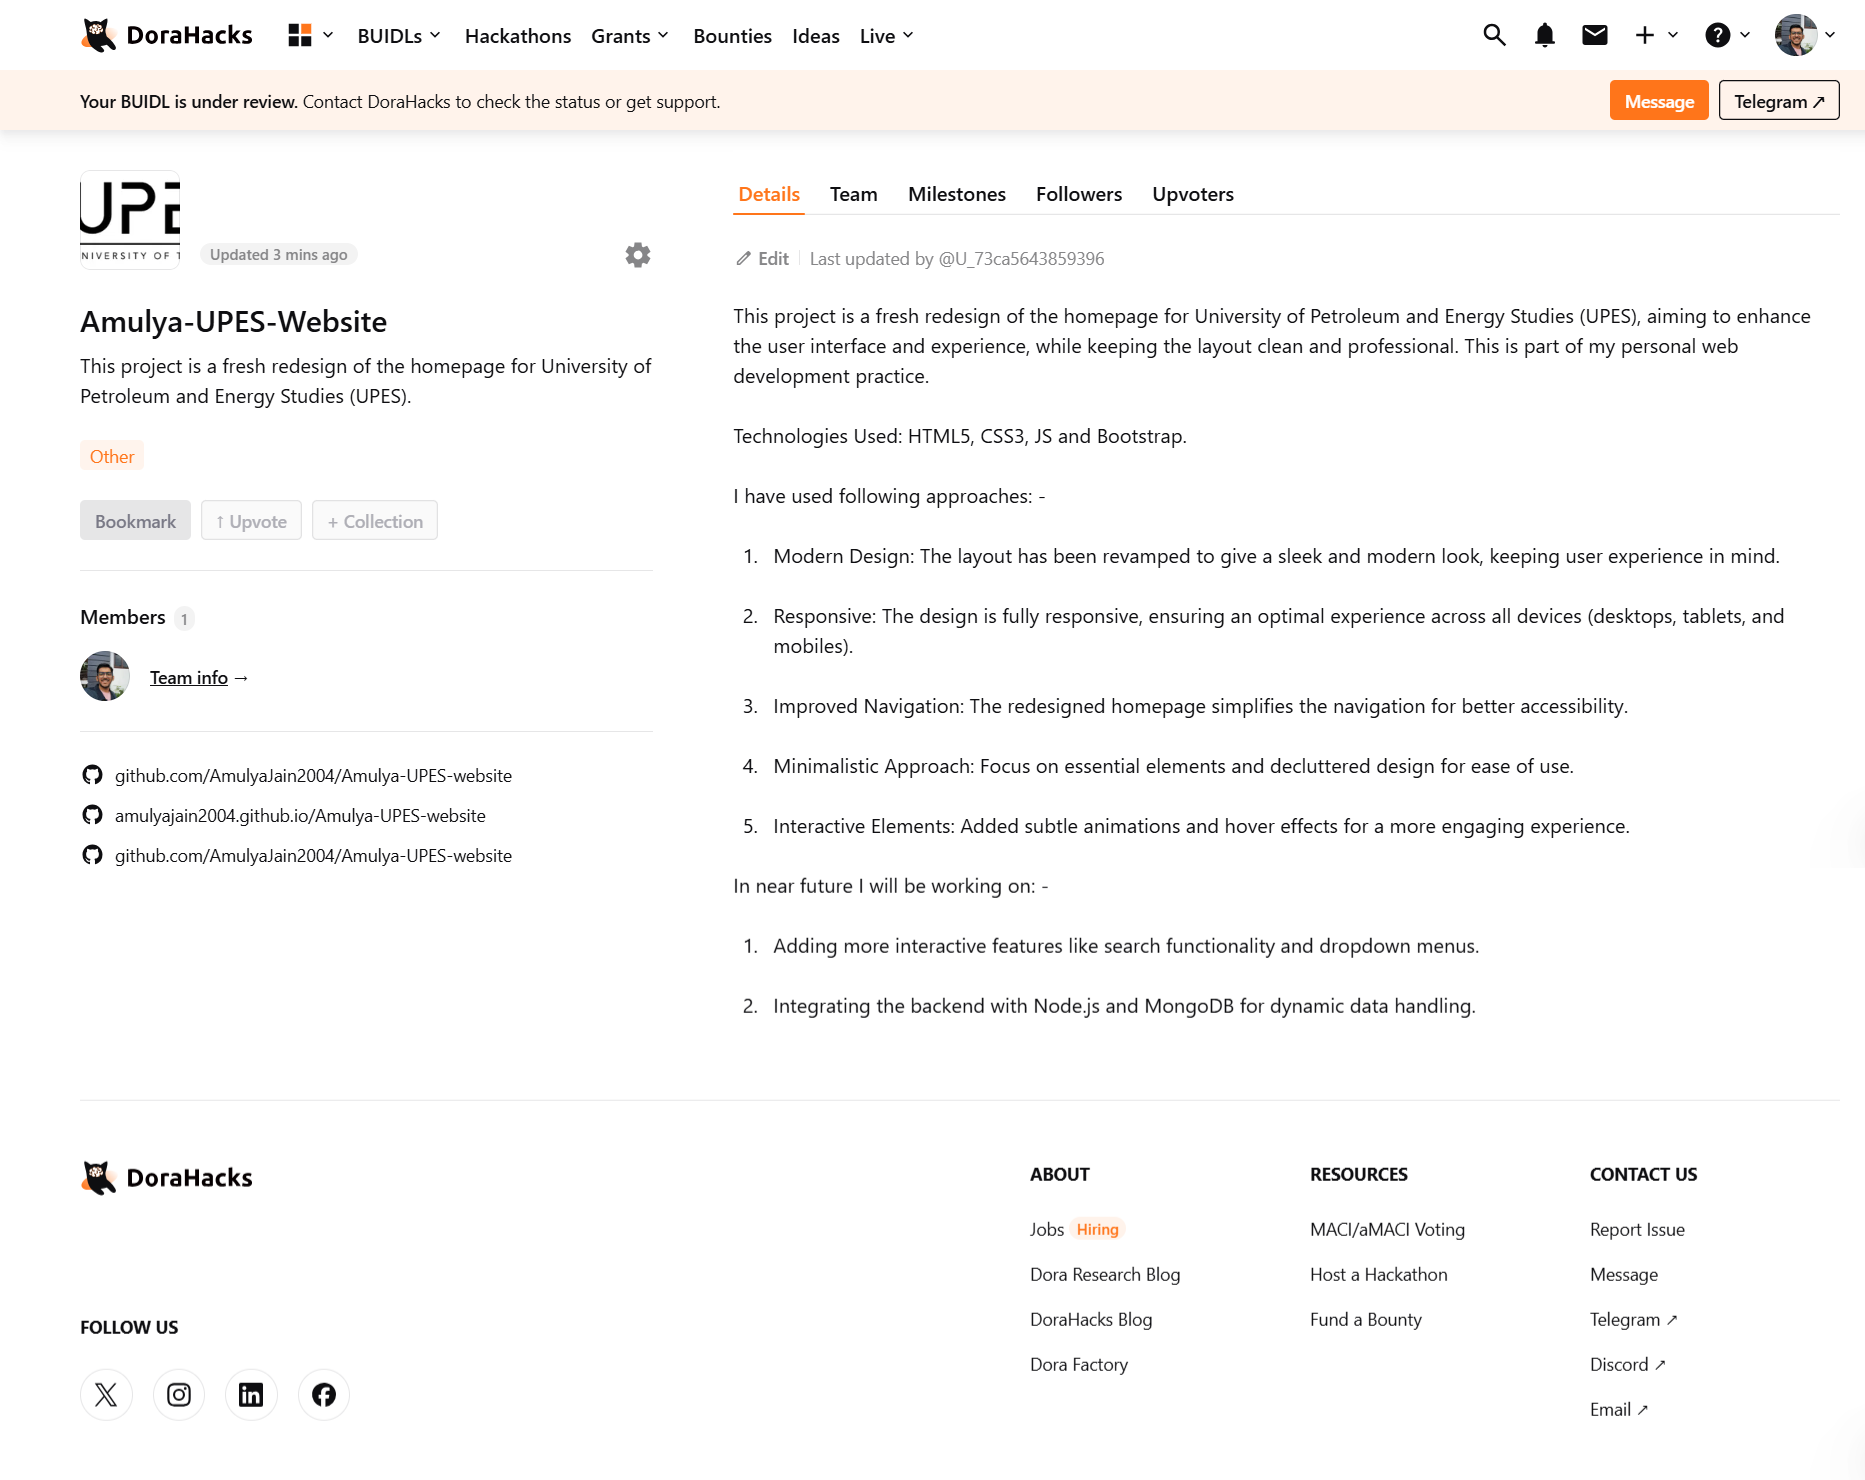 DoraHacks
BUIDLs
Hackathons
Grants
Bounties
Ideas
Live
Your BUIDL is under review. Contact DoraHacks to check the status or get support.
Message
Telegram ↗
UPE
NIVERSITY OF T
Updated 3 mins ago
Amulya-UPES-Website
This project is a fresh redesign of the homepage for University of
Petroleum and Energy Studies (UPES).
Other
Bookmark
↑ Upvote
+ Collection
Members 1
Team info →
github.com/AmulyaJain2004/Amulya-UPES-website
amulyajain2004.github.io/Amulya-UPES-website
github.com/AmulyaJain2004/Amulya-UPES-website
Details
Team
Milestones
Followers
Upvoters
Edit
Last updated by @U_73ca5643859396
This project is a fresh redesign of the homepage for University of Petroleum and Energy Studies (UPES), aiming to enhance
the user interface and experience, while keeping the layout clean and professional. This is part of my personal web
development practice.
Technologies Used: HTML5, CSS3, JS and Bootstrap.
I have used following approaches: -
1. Modern Design: The layout has been revamped to give a sleek and modern look, keeping user experience in mind.
2. Responsive: The design is fully responsive, ensuring an optimal experience across all devices (desktops, tablets, and
mobiles).
3. Improved Navigation: The redesigned homepage simplifies the navigation for better accessibility.
4. Minimalistic Approach: Focus on essential elements and decluttered design for ease of use.
5. Interactive Elements: Added subtle animations and hover effects for a more engaging experience.
In near future I will be working on: -
1. Adding more interactive features like search functionality and dropdown menus.
2. Integrating the backend with Node.js and MongoDB for dynamic data handling.
DoraHacks
FOLLOW US
ABOUT
Jobs Hiring
Dora Research Blog
DoraHacks Blog
Dora Factory
RESOURCES
MACI/aMACI Voting
Host a Hackathon
Fund a Bounty
CONTACT US
Report Issue
Message
Telegram ↗
Discord ↗
Email ↗